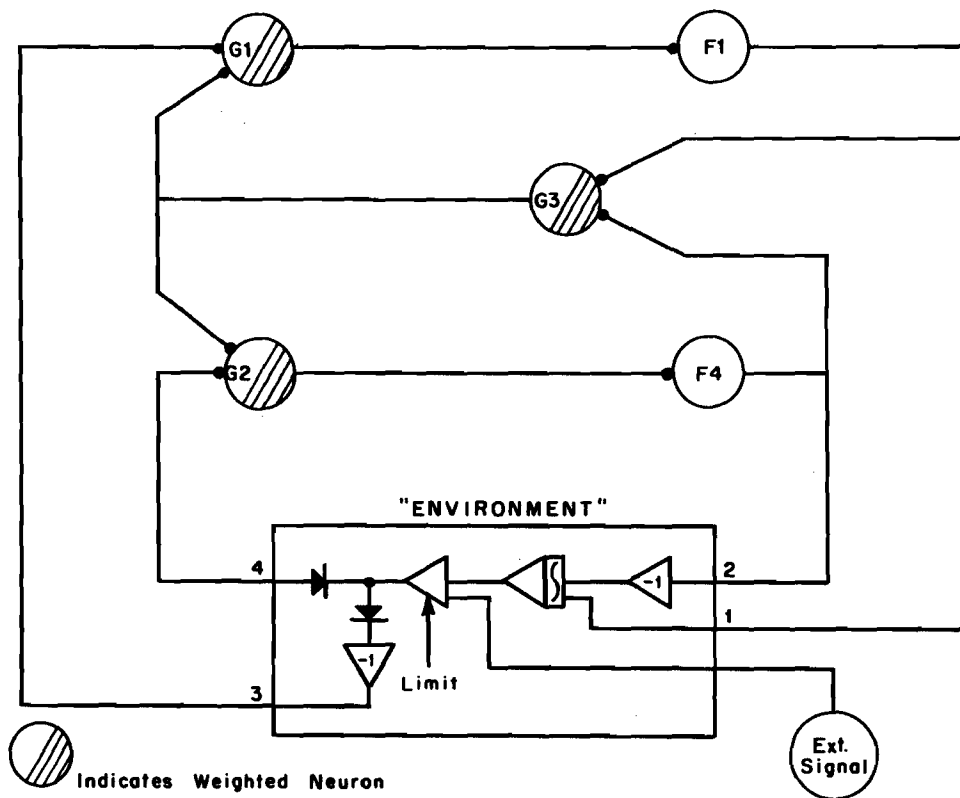 G1
F1
G3
G2
F4
"ENVIRONMENT"
4
-1
2
1
-1
Limit
3
Ext.
Signal
Indicates Weighted Neuron